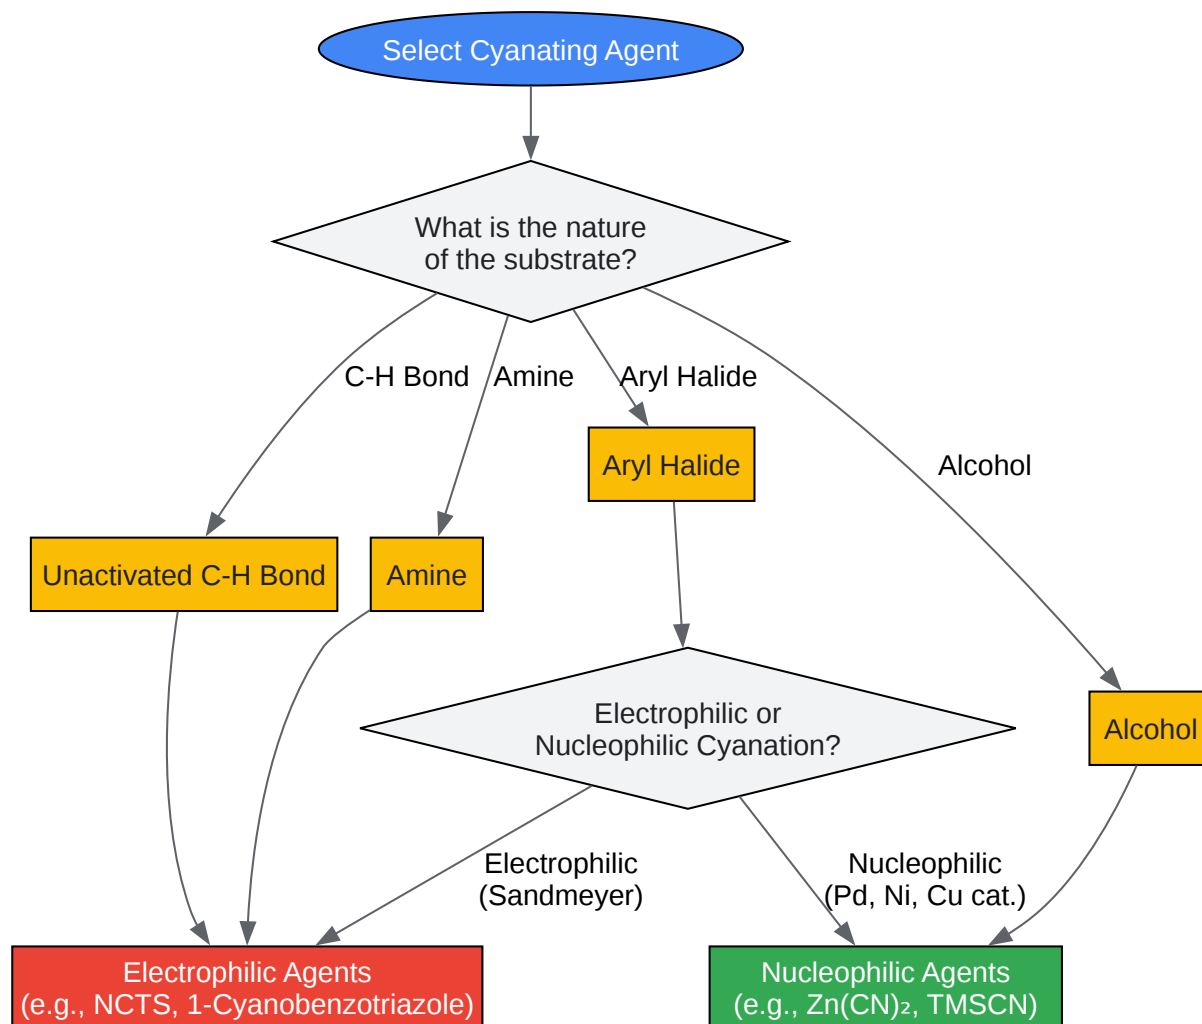 Select Cyanating Agent
What is the nature
of the substrate?
C-H Bond
Amine
Aryl Halide
Aryl Halide
Alcohol
Unactivated C-H Bond
Amine
Electrophilic or
Nucleophilic Cyanation?
Alcohol
Electrophilic
(Sandmeyer)
Nucleophilic
(Pd, Ni, Cu cat.)
Electrophilic Agents
(e.g., NCTS, 1-Cyanobenzotriazole)
Nucleophilic Agents
(e.g., Zn(CN)₂, TMSCN)